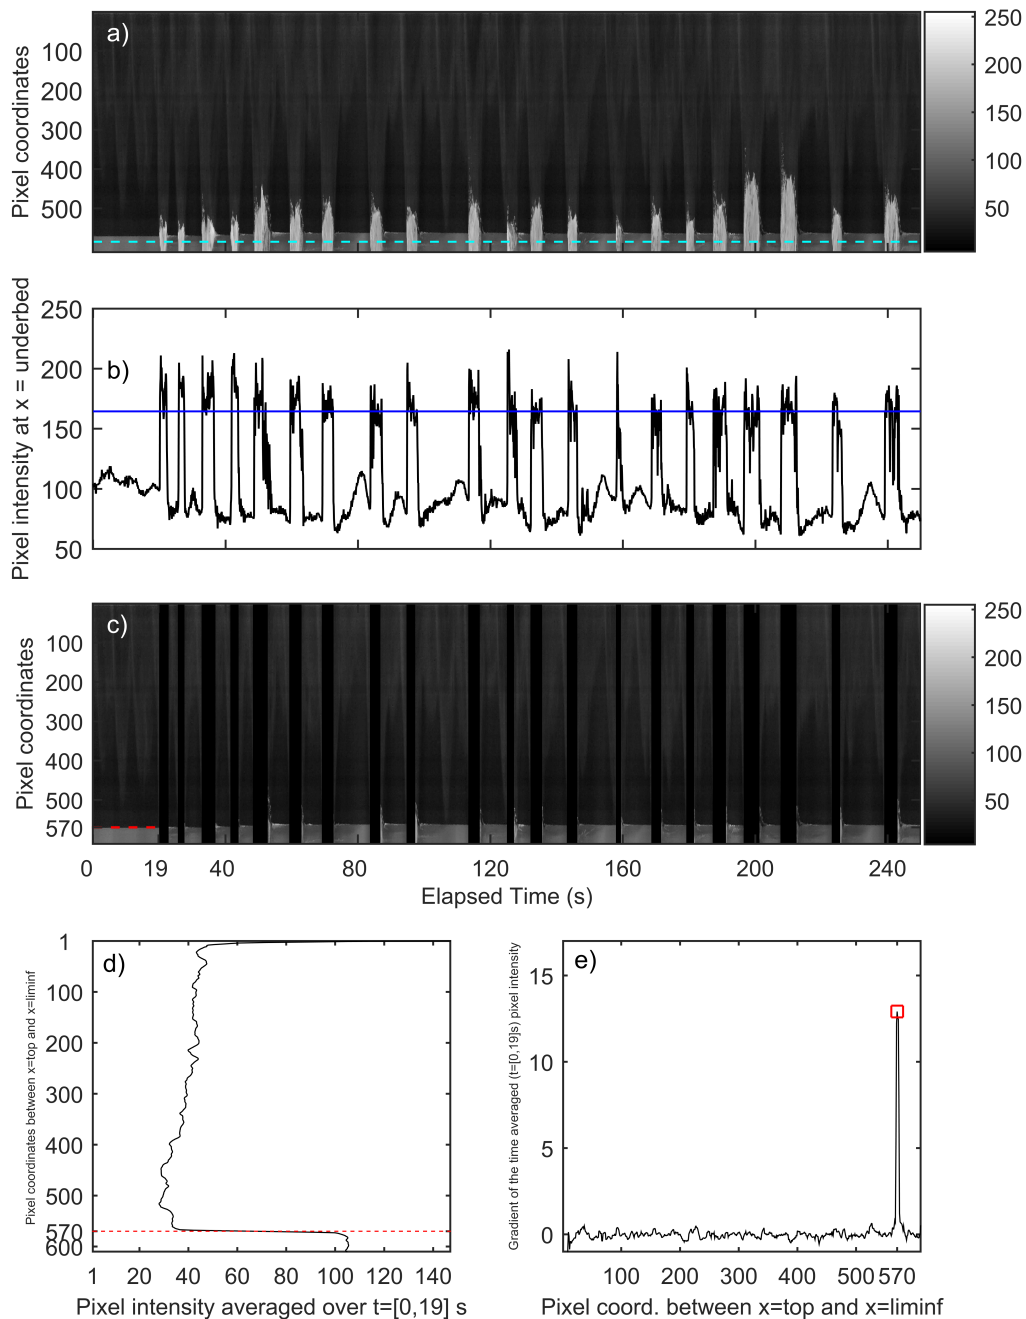 a)
Pixel coordinates
100
200
300
400
500
250
200
150
100
50
b)
Pixel intensity at x = underbed
250
200
150
100
50
c)
Pixel coordinates
100
200
300
400
500
570
250
200
150
100
50
0 19 40 80 120 160 200 240
Elapsed Time (s)
d)
Pixel coordinates between x=top and x=liminf
1
100
200
300
400
500
570
600
1 20 40 60 80 100 120 140
Pixel intensity averaged over t=[0,19] s
e)
Gradient of the time averaged (t=[0,19]s) pixel intensity
15
10
5
0
100 200 300 400 500 570
Pixel coord. between x=top and x=liminf